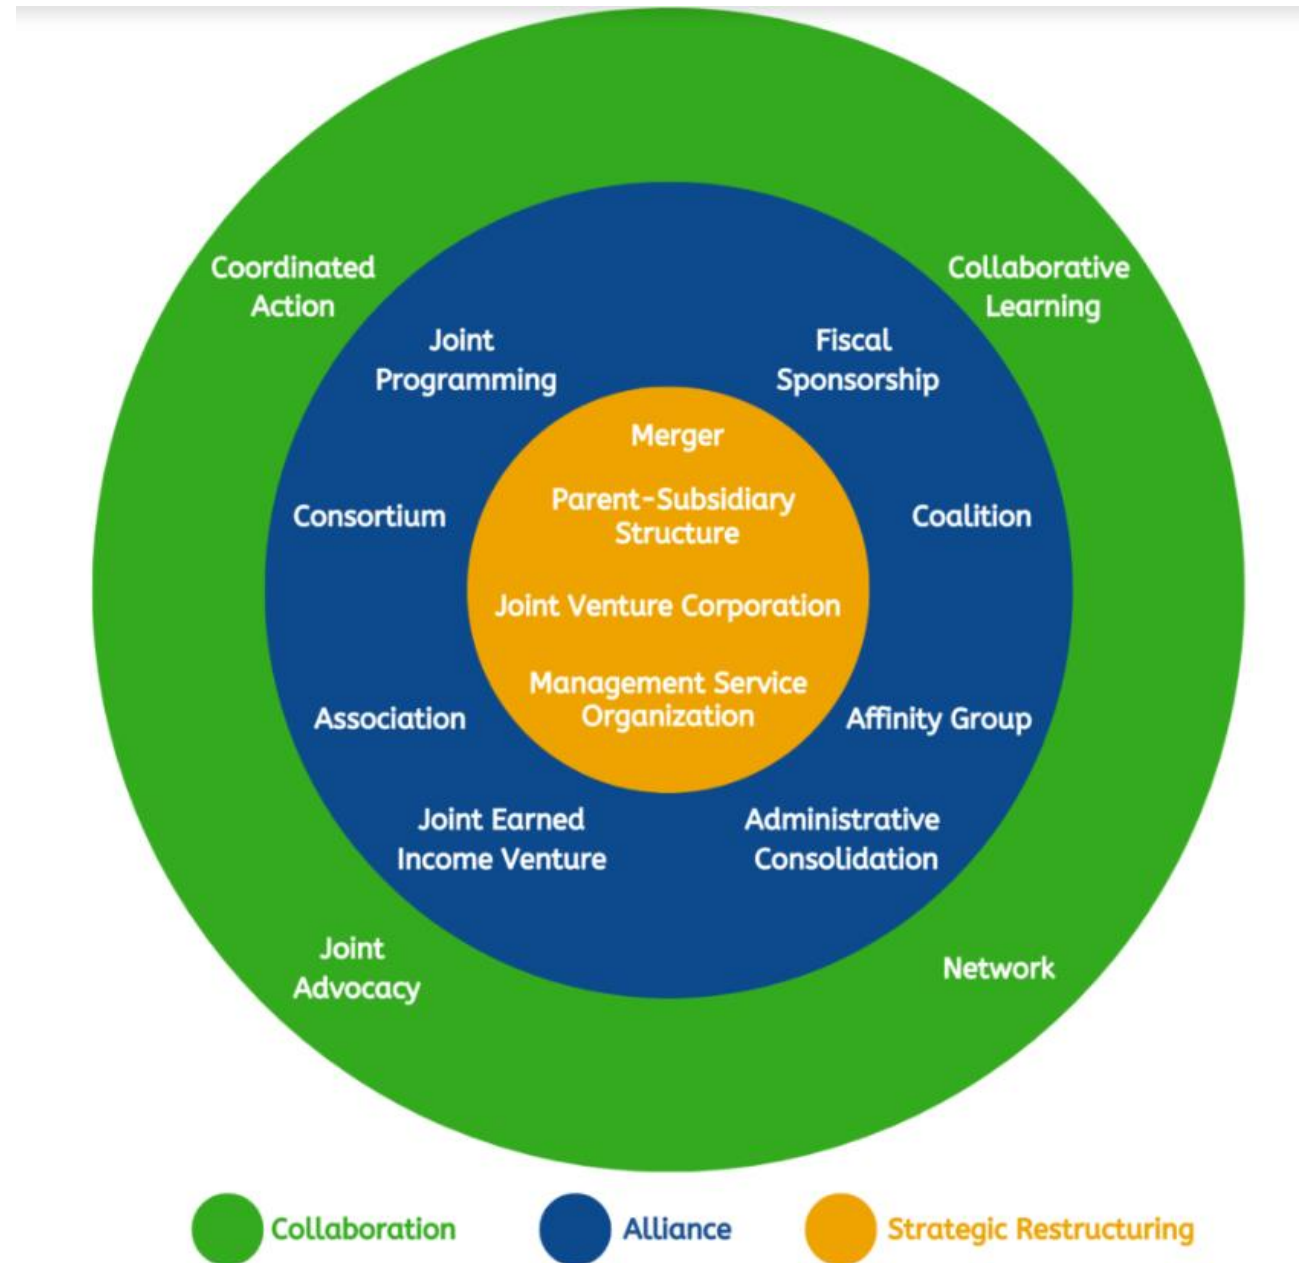 Coordinated
Action
Collaborative
Learning
Joint
Programming
Fiscal
Sponsorship
Merger
Parent-Subsidiary
Structure
Consortium
Coalition
Joint Venture Corporation
Management Service
Organization
Association
Affinity Group
Joint Earned
Income Venture
Administrative
Consolidation
Joint
Advocacy
Network
Collaboration
Alliance
Strategic Restructuring